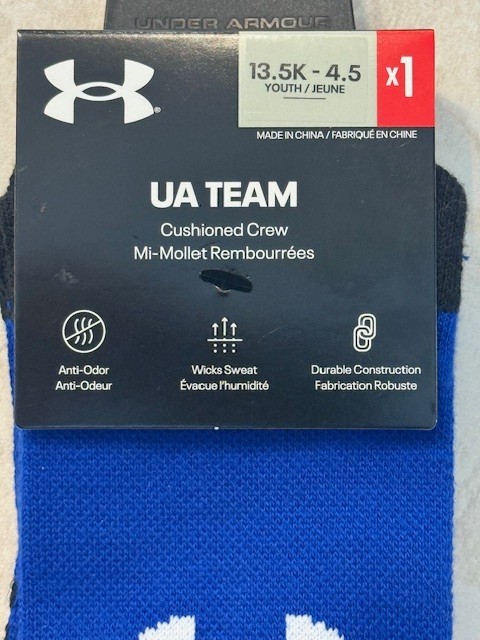 UNDER ARMOUR
13.5K - 4.5
YOUTH / JEUNE
x1
MADE IN CHINA / FABRIQUÉ EN CHINE
UA TEAM
Cushioned Crew
Mi-Mollet Rembourrées
Anti-Odor
Anti-Odeur
Wicks Sweat
Évacue l'humidité
Durable Construction
Fabrication Robuste